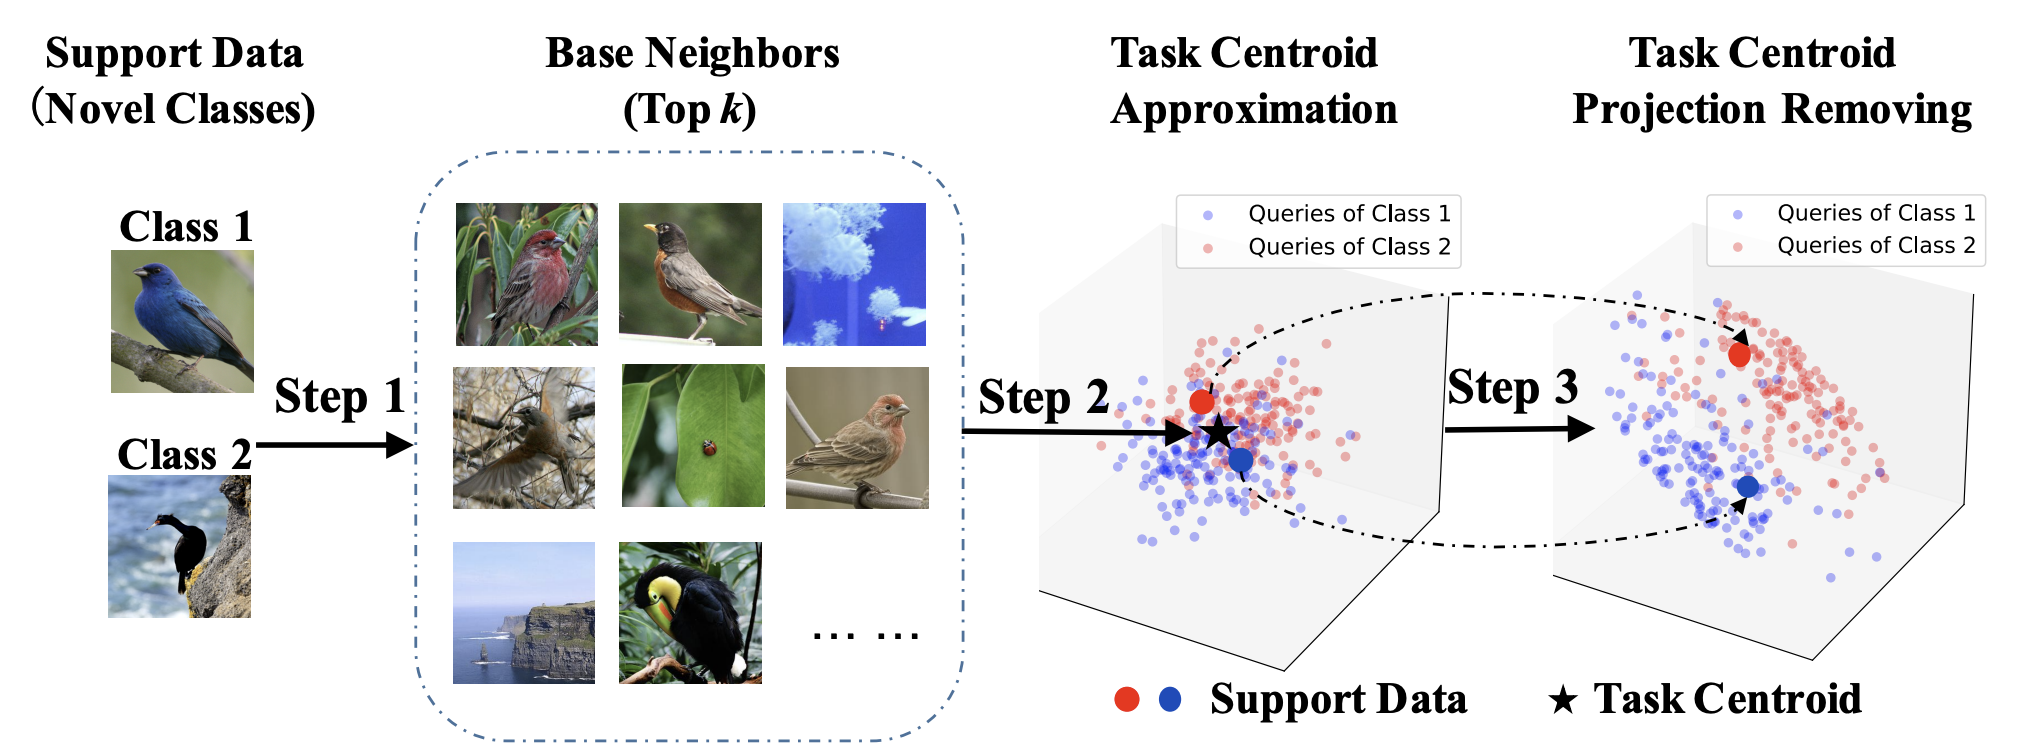 Support Data
(Novel Classes)
Base Neighbors
(Top k)
Task Centroid
Approximation
Task Centroid
Projection Removing
Class 1
Class 2
Step 1
... ...
Step 2
Queries of Class 1
Queries of Class 2
Step 3
Queries of Class 1
Queries of Class 2
Support Data
Task Centroid